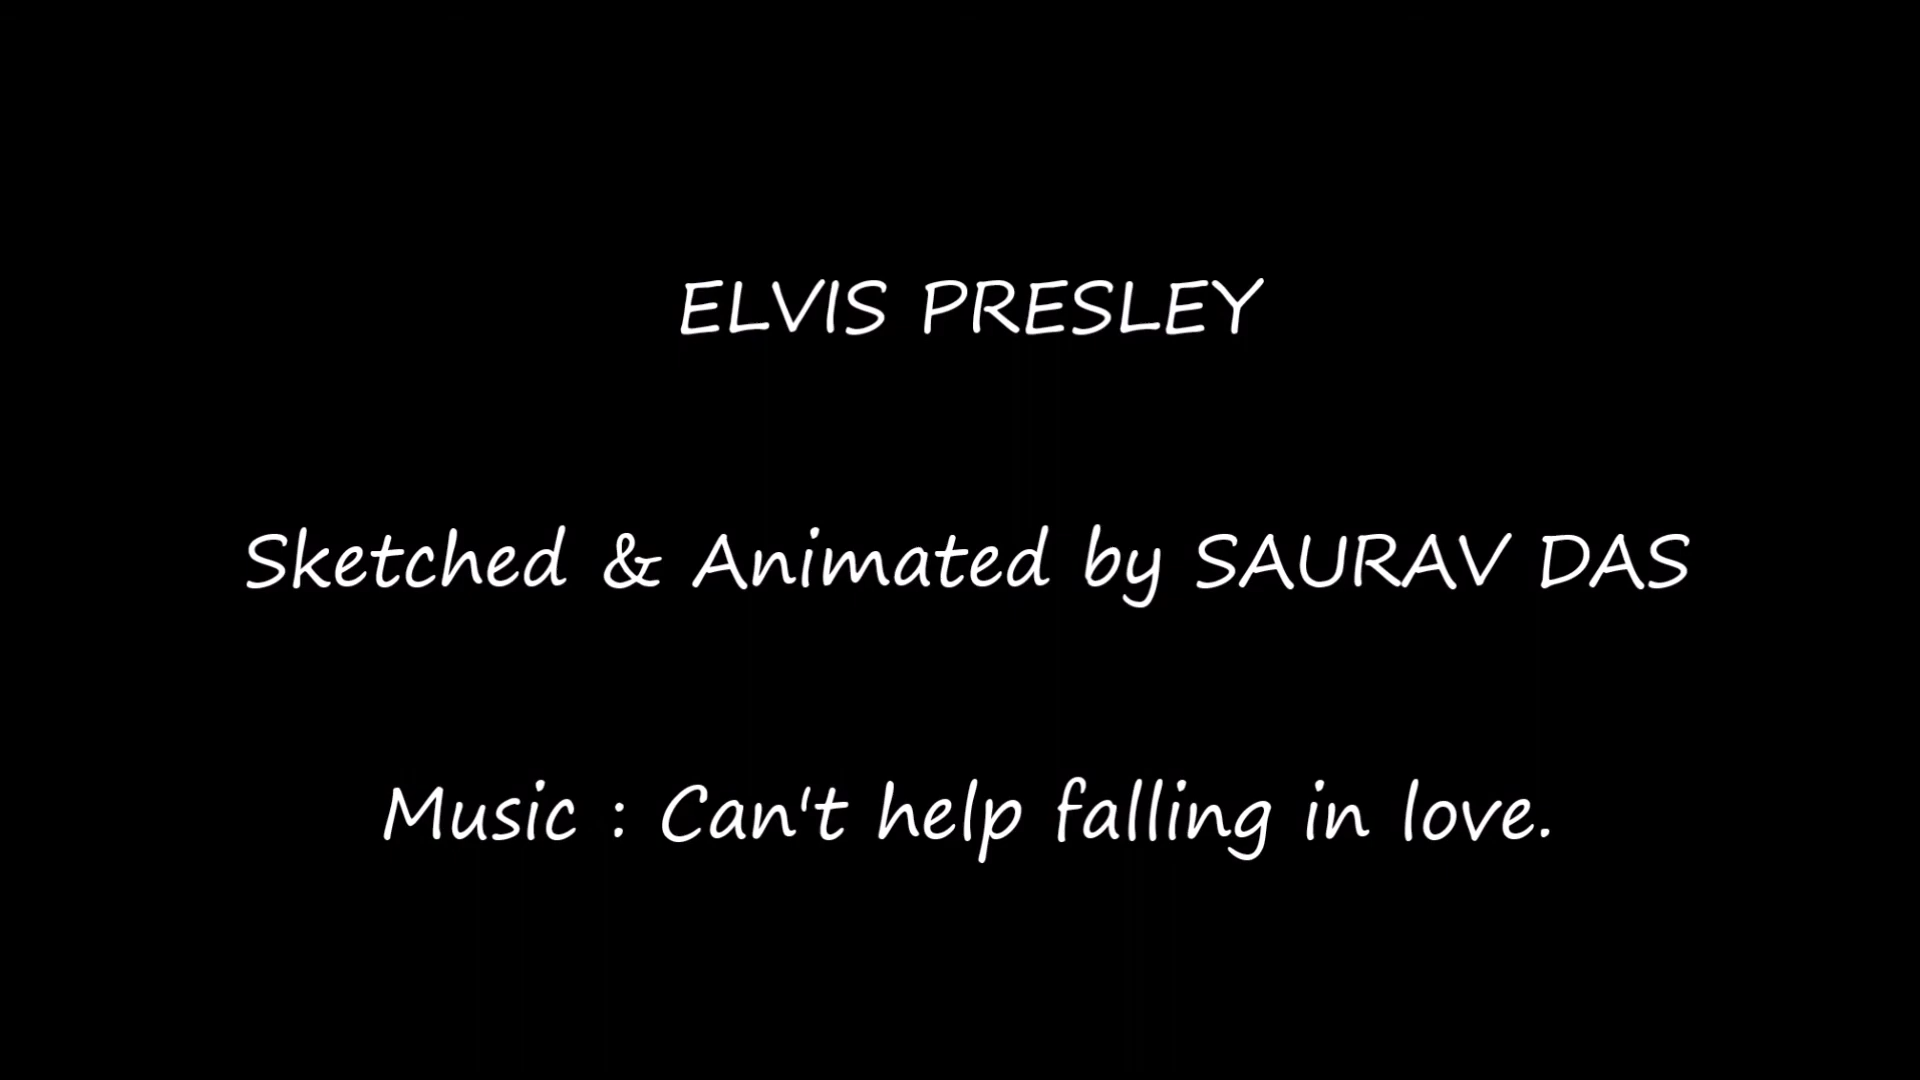 ELVIS PRESLEY
Sketched & Animated by SAURAV DAS
Music : Can't help falling in love.